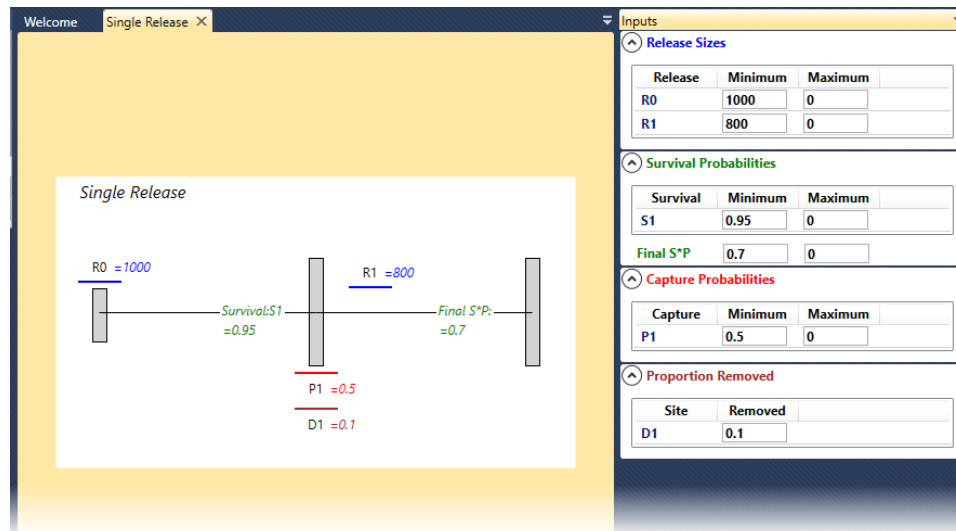 Welcome Single Release
Single Release
R0 =1000
R1 =800
Survival:S1
=0.95
Final S*P:
=0.7
P1 =0.5
D1 =0.1
Inputs
Release Sizes
Release Minimum Maximum
R0 1000 0
R1 800 0
Survival Probabilities
Survival Minimum Maximum
S1 0.95 0
Final S*P 0.7 0
Capture Probabilities
Capture Minimum Maximum
P1 0.5 0
Proportion Removed
Site Removed
D1 0.1